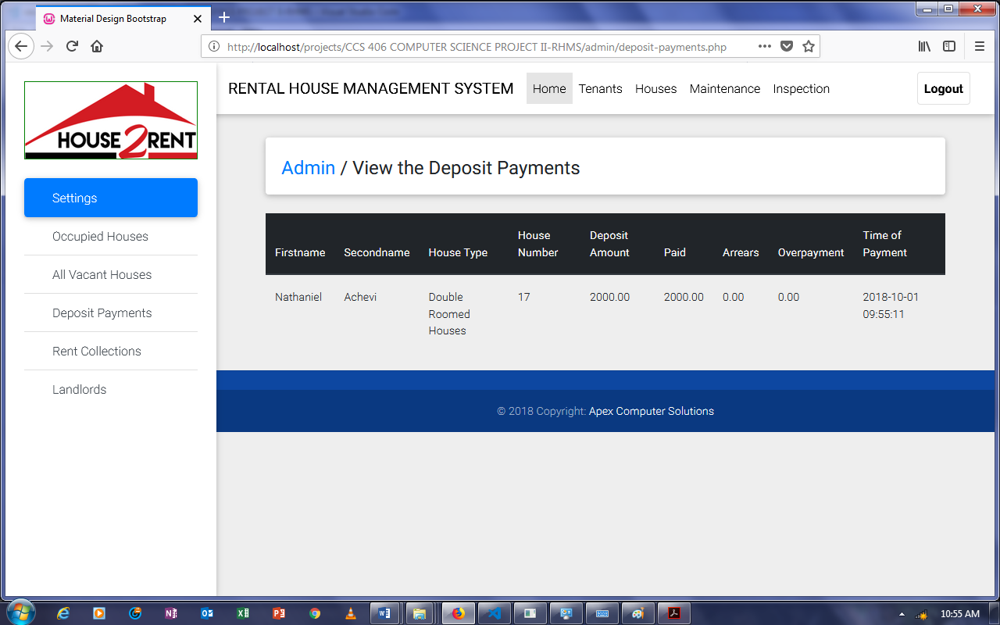 Material Design Bootstrap
http://localhost/projects/CCS 406 COMPUTER SCIENCE PROJECT II-RHMS/admin/deposit-payments.php
HOUSE 2 RENT
RENTAL HOUSE MANAGEMENT SYSTEM Home Tenants Houses Maintenance Inspection Logout
Settings
Occupied Houses
All Vacant Houses
Deposit Payments
Rent Collections
Landlords
Admin / View the Deposit Payments
Firstname Secondname House Type House Number Deposit Amount Paid Arrears Overpayment Time of Payment
Nathaniel Achevi Double Roomed Houses 17 2000.00 2000.00 0.00 0.00 2018-10-01 09:55:11
© 2018 Copyright: Apex Computer Solutions
10:55 AM